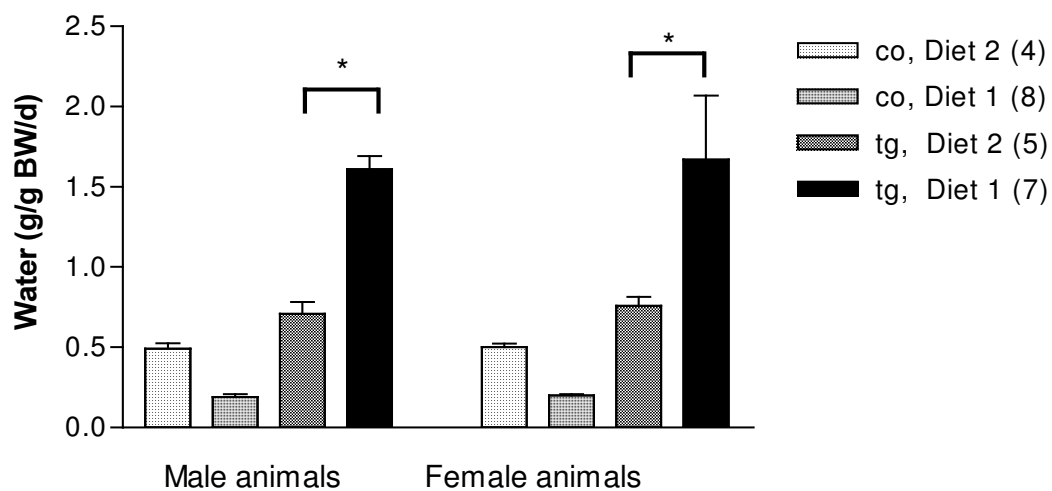 2.5
2.0
1.5
1.0
0.5
0.0
Water (g/g BW/d)
*
*
co, Diet 2 (4)
co, Diet 1 (8)
tg, Diet 2 (5)
tg, Diet 1 (7)
Male animals
Female animals